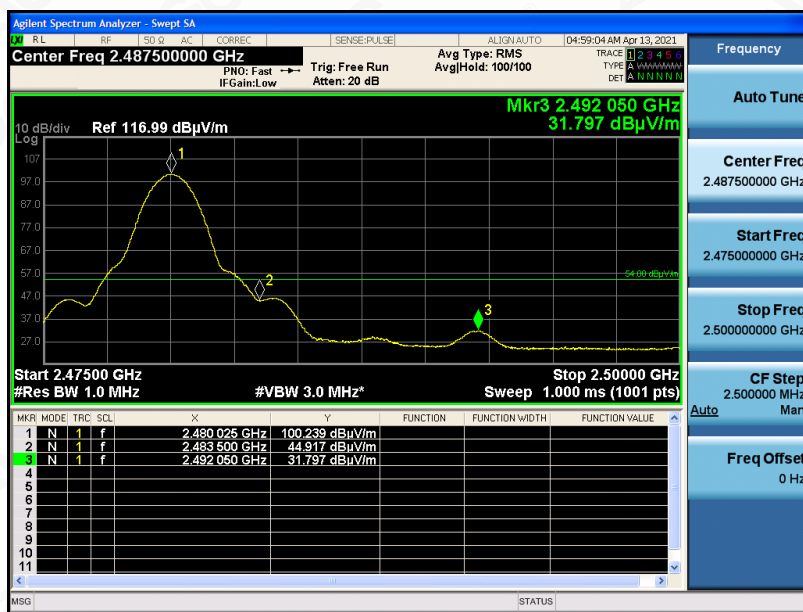 Agilent Spectrum Analyzer - Swept SA
RL RF 50 Ω AC CORREC SENSE:PULSE ALIGN AUTO 04:59:04 AM Apr 13, 2021
Center Freq 2.487500000 GHz
PNO: Fast
IFGain:Low
Trig: Free Run
Atten: 20 dB
Avg Type: RMS
Avg|Hold: 100/100
TRACE 1 2 3 4 5 6
TYPE A WWWWW
DET A N N N N N
Mkr3 2.492 050 GHz
31.797 dBµV/m
10 dB/div Ref 116.99 dBµV/m
Log
107
97.0
87.0
77.0
67.0
57.0
47.0
37.0
27.0
1
2
3
54.00 dBµV/m
Start 2.47500 GHz Stop 2.50000 GHz
#Res BW 1.0 MHz #VBW 3.0 MHz* Sweep 1.000 ms (1001 pts)
MKR MODE TRC SCL X Y FUNCTION FUNCTION WIDTH FUNCTION VALUE
1 N 1 f 2.480 025 GHz 100.239 dBµV/m
2 N 1 f 2.483 500 GHz 44.917 dBµV/m
3 N 1 f 2.492 050 GHz 31.797 dBµV/m
4
5
6
7
8
9
10
11
MSG STATUS
Frequency
Auto Tune
Center Freq
2.487500000 GHz
Start Freq
2.475000000 GHz
Stop Freq
2.500000000 GHz
CF Step
2.500000 MHz
Auto Man
Freq Offset
0 Hz